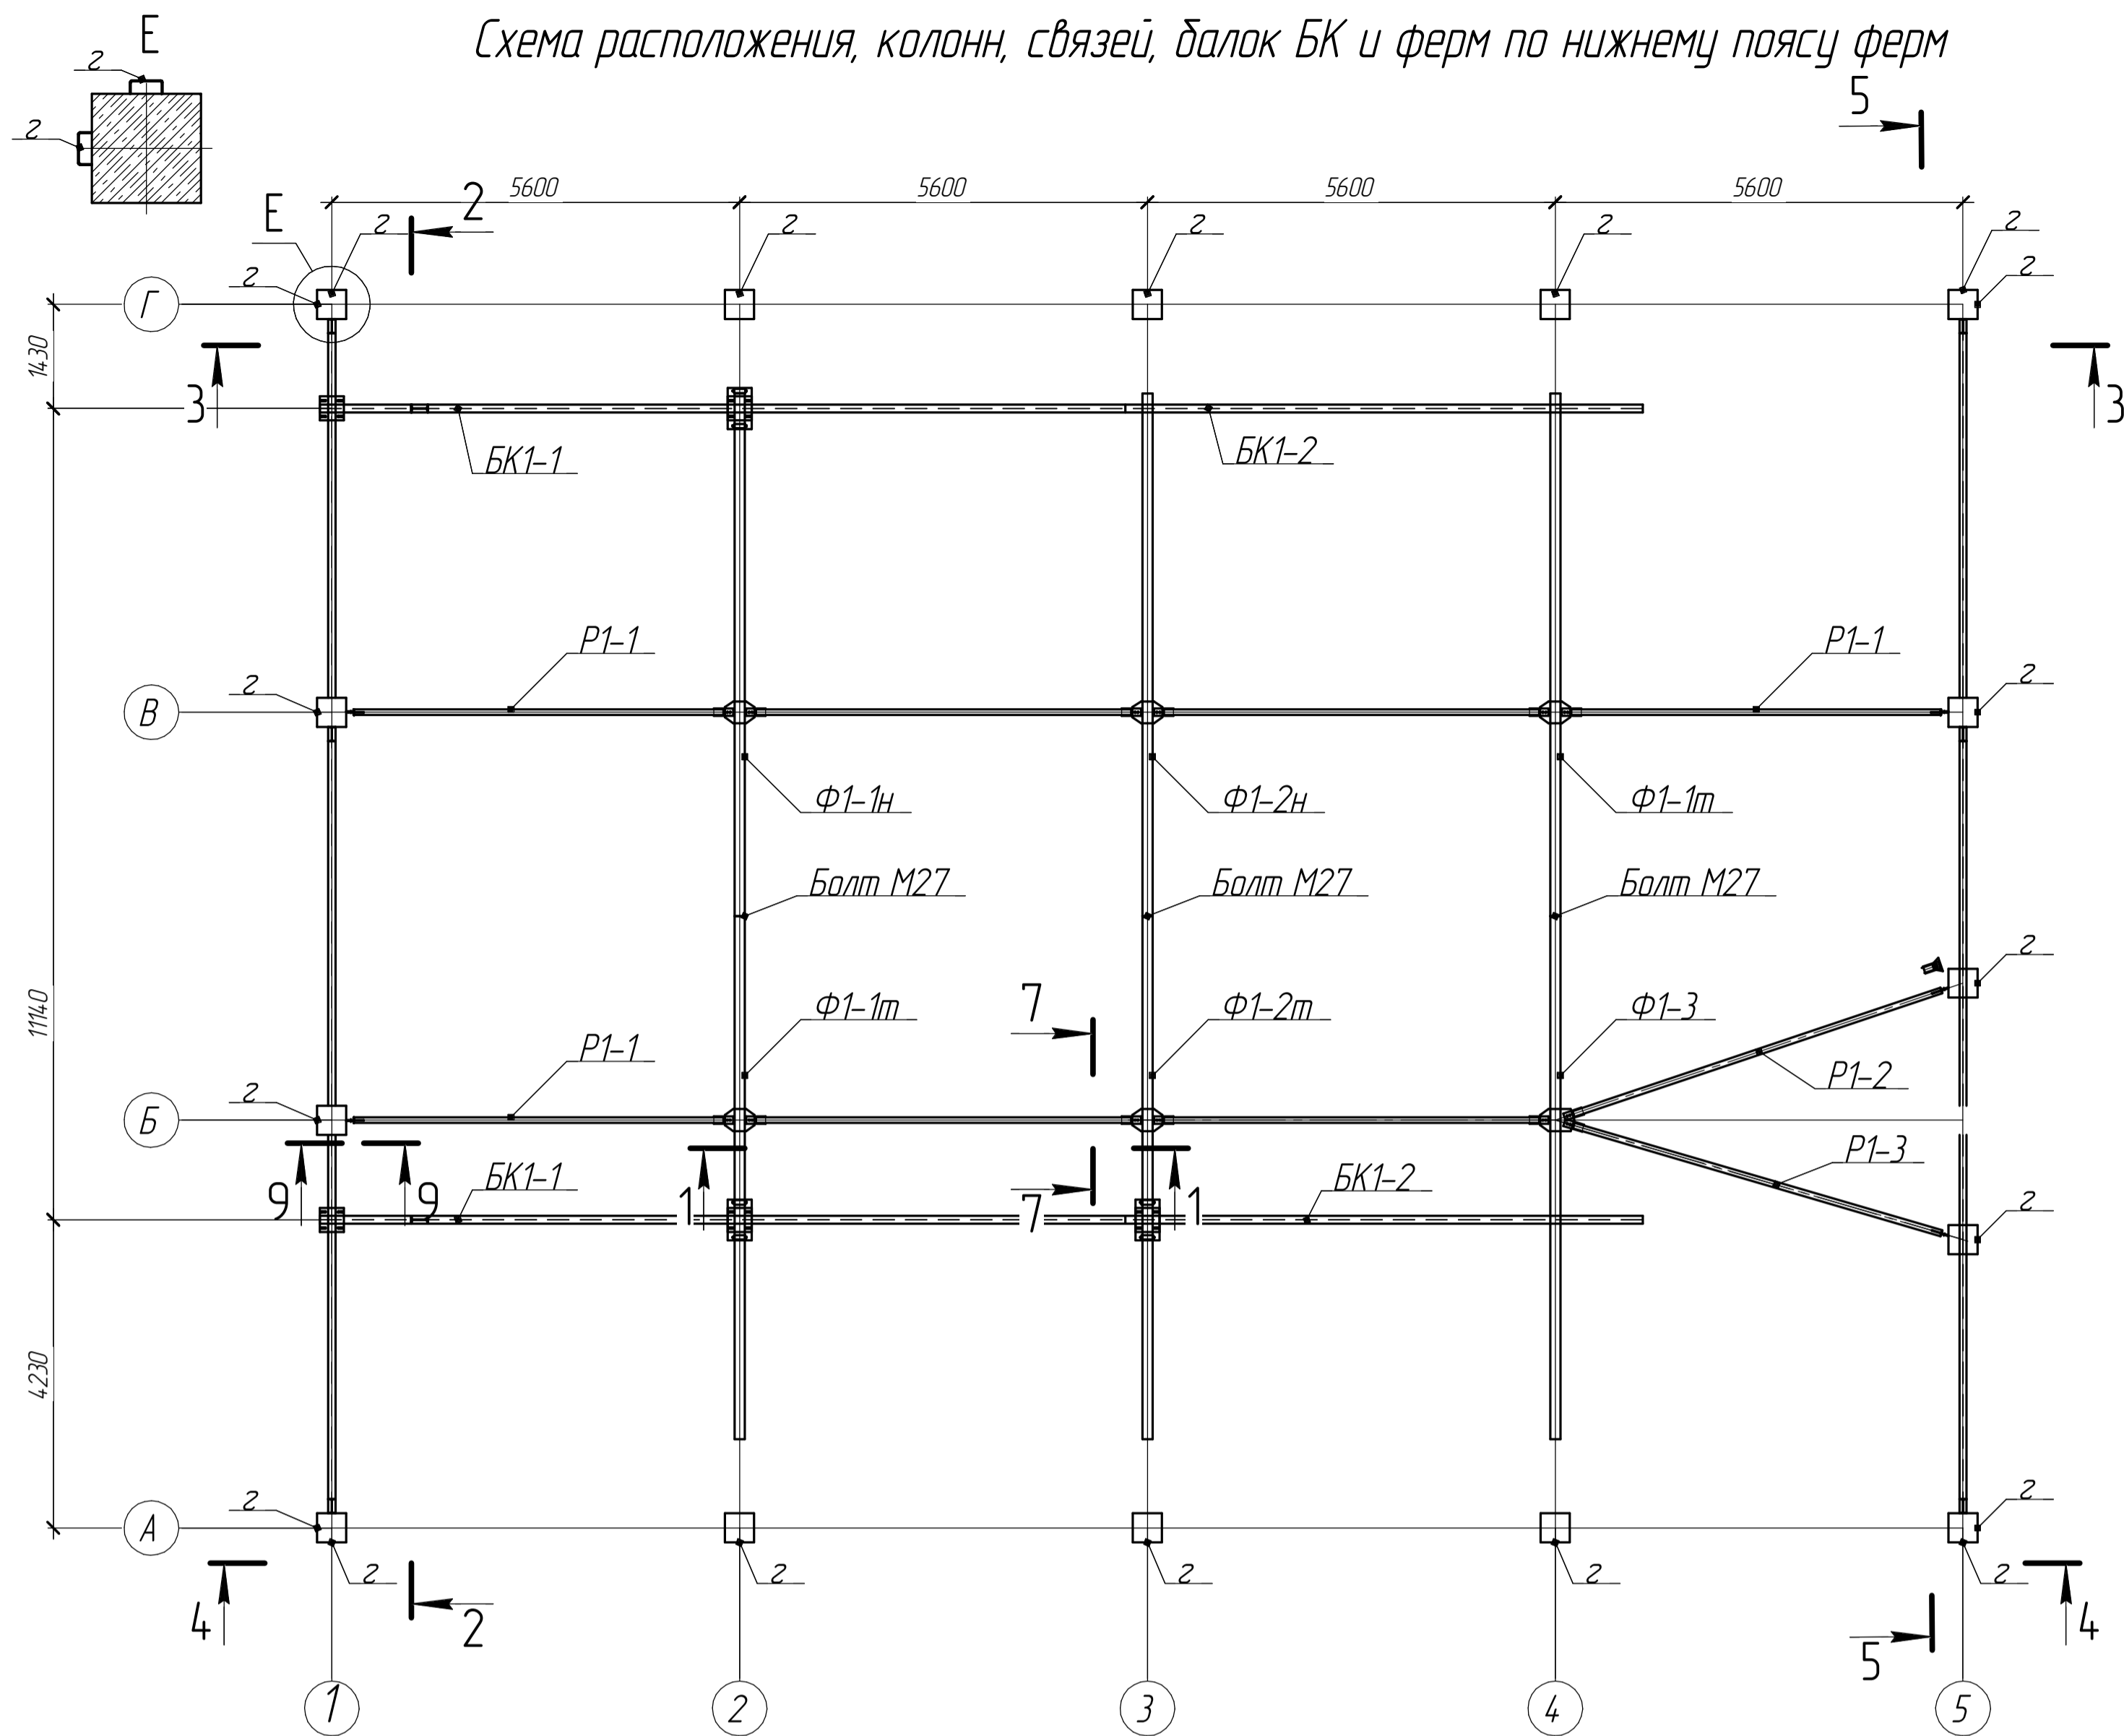 Е
Схема расположения, колонн, связей, балок БК и ферм по нижнему поясу ферм
г
г
5
5600 5600 5600 5600
Е
г
2
г
г
г
г
г
г
Г
1430
3
3
БК1-1
БК1-2
Р1-1
Р1-1
г
г
В
Ф1-1н
Ф1-2н
Ф1-1т
Болт М27
Болт М27
Болт М27
г
11140
Ф1-1т
7
Ф1-2т
Ф1-3
Р1-1
Р1-2
г
Б
Р1-3
9
9
БК1-1
1
7
1
БК1-2
г
4230
г
г
А
г
г
г
г
г
4
2
5
4
1
2
3
4
5